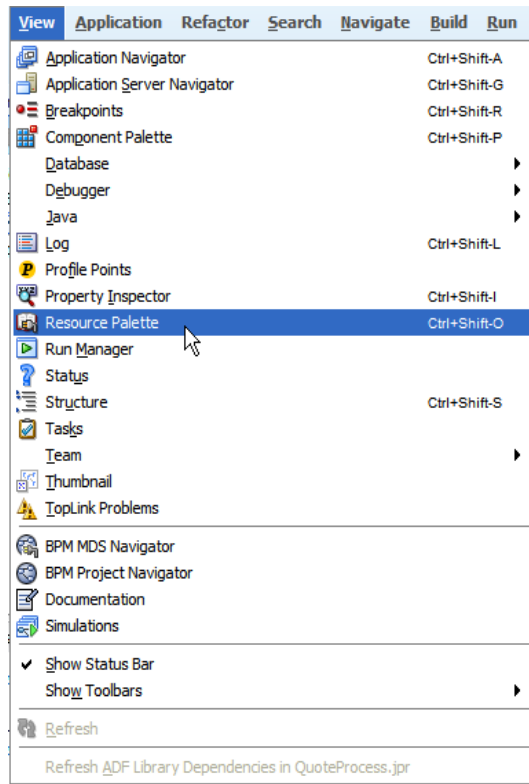 View Application Refactor Search Navigate Build Run
Application Navigator Ctrl+Shift-A
Application Server Navigator Ctrl+Shift-G
Breakpoints Ctrl+Shift-R
Component Palette Ctrl+Shift-P
Database
Debugger
Java
Log Ctrl+Shift-L
Profile Points
Property Inspector Ctrl+Shift-I
Resource Palette Ctrl+Shift-O
Run Manager
Status
Structure Ctrl+Shift-S
Tasks
Team
Thumbnail
TopLink Problems
BPM MDS Navigator
BPM Project Navigator
Documentation
Simulations
Show Status Bar
Show Toolbars
Refresh
Refresh ADF Library Dependencies in QuoteProcess.jpr